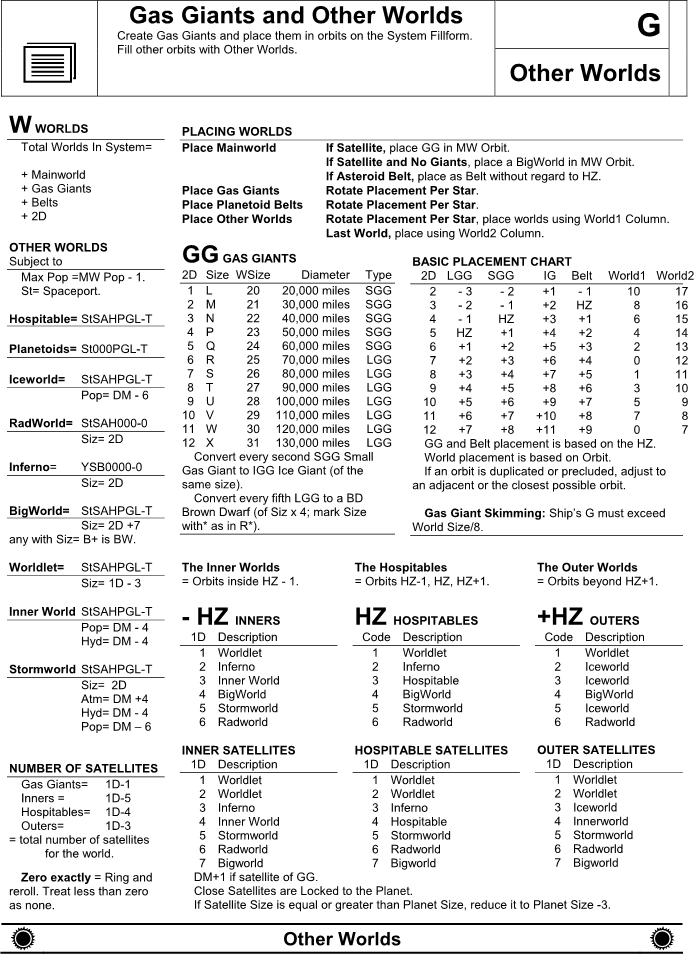 Gas Giants and Other Worlds
Create Gas Giants and place them in orbits on the System Fillform.
Fill other orbits with Other Worlds.
G
Other Worlds
W WORLDS
Total Worlds In System=
+ Mainworld
+ Gas Giants
+ Belts
+ 2D
OTHER WORLDS
Subject to
Max Pop =MW Pop - 1.
St= Spaceport.
Hospitable= StSAHPGL-T
Planetoids= St000PGL-T
Iceworld= StSAHPGL-T
Pop= DM - 6
RadWorld= StSAH000-0
Siz= 2D
Inferno= YSB0000-0
Siz= 2D
BigWorld= StSAHPGL-T
Siz= 2D +7
any with Siz= B+ is BW.
Worldlet= StSAHPGL-T
Siz= 1D - 3
Inner World StSAHPGL-T
Pop= DM - 4
Hyd= DM - 4
Stormworld StSAHPGL-T
Siz= 2D
Atm= DM +4
Hyd= DM - 4
Pop= DM – 6
NUMBER OF SATELLITES
Gas Giants= 1D-1
Inners = 1D-5
Hospitables= 1D-4
Outers= 1D-3
= total number of satellites
for the world.
Zero exactly = Ring and
reroll. Treat less than zero
as none.
PLACING WORLDS
Place Mainworld If Satellite, place GG in MW Orbit.
If Satellite and No Giants, place a BigWorld in MW Orbit.
If Asteroid Belt, place as Belt without regard to HZ.
Place Gas Giants Rotate Placement Per Star.
Place Planetoid Belts Rotate Placement Per Star.
Place Other Worlds Rotate Placement Per Star, place worlds using World1 Column.
Last World, place using World2 Column.
GG GAS GIANTS
2D Size WSize Diameter Type
1 L 20 20,000 miles SGG
2 M 21 30,000 miles SGG
3 N 22 40,000 miles SGG
4 P 23 50,000 miles SGG
5 Q 24 60,000 miles SGG
6 R 25 70,000 miles LGG
7 S 26 80,000 miles LGG
8 T 27 90,000 miles LGG
9 U 28 100,000 miles LGG
10 V 29 110,000 miles LGG
11 W 30 120,000 miles LGG
12 X 31 130,000 miles LGG
Convert every second SGG Small
Gas Giant to IGG Ice Giant (of the
same size).
Convert every fifth LGG to a BD
Brown Dwarf (of Siz x 4; mark Size
with* as in R*).
BASIC PLACEMENT CHART
2D LGG SGG IG Belt World1 World2
2 - 3 - 2 +1 - 1 10 17
3 - 2 - 1 +2 HZ 8 16
4 - 1 HZ +3 +1 6 15
5 HZ +1 +4 +2 4 14
6 +1 +2 +5 +3 2 13
7 +2 +3 +6 +4 0 12
8 +3 +4 +7 +5 1 11
9 +4 +5 +8 +6 3 10
10 +5 +6 +9 +7 5 9
11 +6 +7 +10 +8 7 8
12 +7 +8 +11 +9 0 7
GG and Belt placement is based on the HZ.
World placement is based on Orbit.
If an orbit is duplicated or precluded, adjust to
an adjacent or the closest possible orbit.
Gas Giant Skimming: Ship's G must exceed
World Size/8.
The Inner Worlds
= Orbits inside HZ - 1.
The Hospitables
= Orbits HZ-1, HZ, HZ+1.
The Outer Worlds
= Orbits beyond HZ+1.
- HZ INNERS
1D Description
1 Worldlet
2 Inferno
3 Inner World
4 BigWorld
5 Stormworld
6 Radworld
HZ HOSPITABLES
Code Description
1 Worldlet
2 Inferno
3 Hospitable
4 BigWorld
5 Stormworld
6 Radworld
+HZ OUTERS
Code Description
1 Worldlet
2 Iceworld
3 Iceworld
4 BigWorld
5 Iceworld
6 Radworld
INNER SATELLITES
1D Description
1 Worldlet
2 Worldlet
3 Inferno
4 Inner World
5 Stormworld
6 Radworld
7 Bigworld
HOSPITABLE SATELLITES
1D Description
1 Worldlet
2 Worldlet
3 Inferno
4 Hospitable
5 Stormworld
6 Radworld
7 Bigworld
OUTER SATELLITES
1D Description
1 Worldlet
2 Worldlet
3 Iceworld
4 Innerworld
5 Stormworld
6 Radworld
7 Bigworld
DM+1 if satellite of GG.
Close Satellites are Locked to the Planet.
If Satellite Size is equal or greater than Planet Size, reduce it to Planet Size -3.
Other Worlds